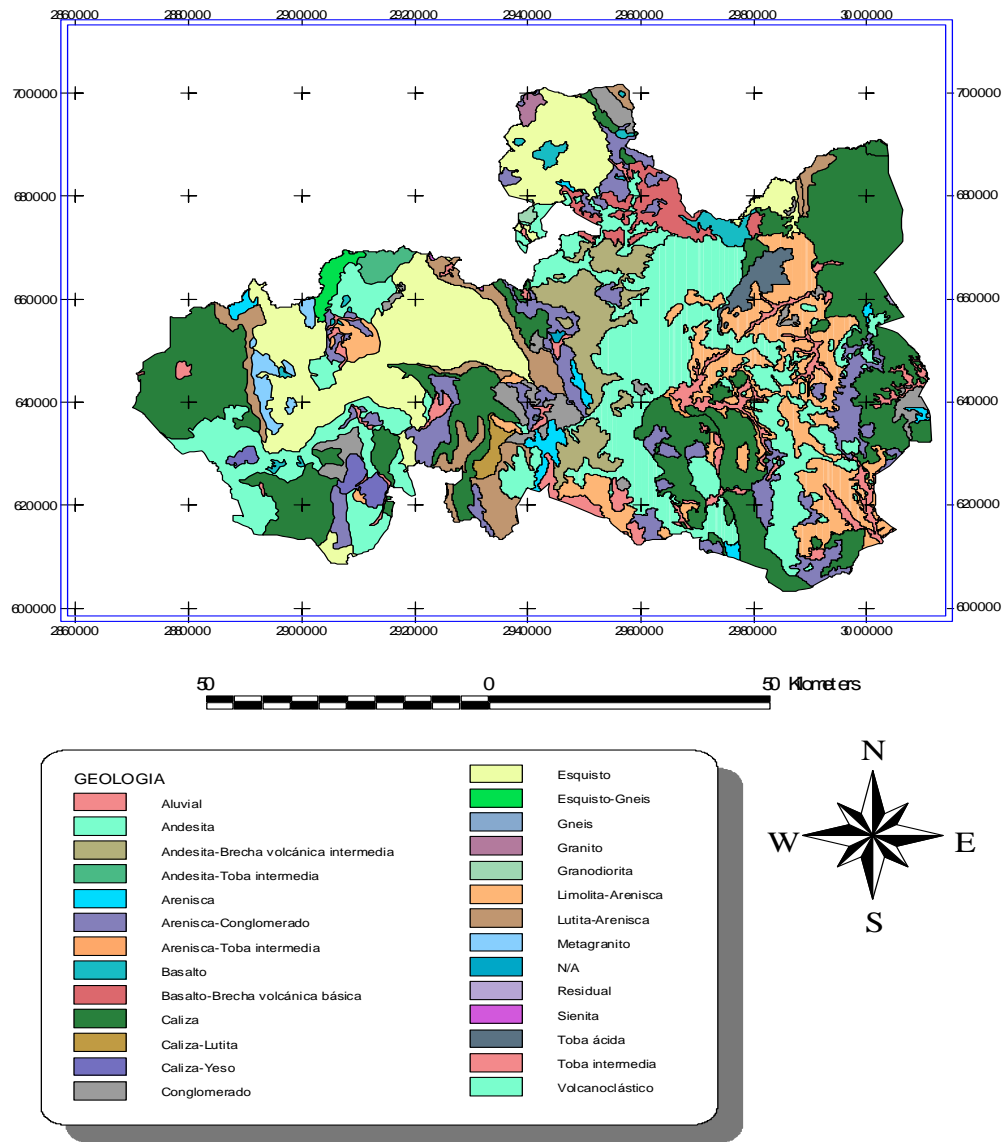 2860000 2880000 2900000 2920000 2940000 2960000 2980000 3000000
700000 700000
680000 680000
660000 660000
640000 640000
620000 620000
600000 600000
2860000 2880000 2900000 2920000 2940000 2960000 2980000 3000000
50 0 50 Kilometers
GEOLOGIA
Aluvial
Andesita
Andesita-Brecha volcánica intermedia
Andesita-Toba intermedia
Arenisca
Arenisca-Conglomerado
Arenisca-Toba intermedia
Basalto
Basalto-Brecha volcánica básica
Caliza
Caliza-Lutita
Caliza-Yeso
Conglomerado
Esquisto
Esquisto-Gneis
Gneis
Granito
Granodiorita
Limolita-Arenisca
Lutita-Arenisca
Metagranito
N/A
Residual
Sienita
Toba ácida
Toba intermedia
Volcanoclástico
N
W E
S